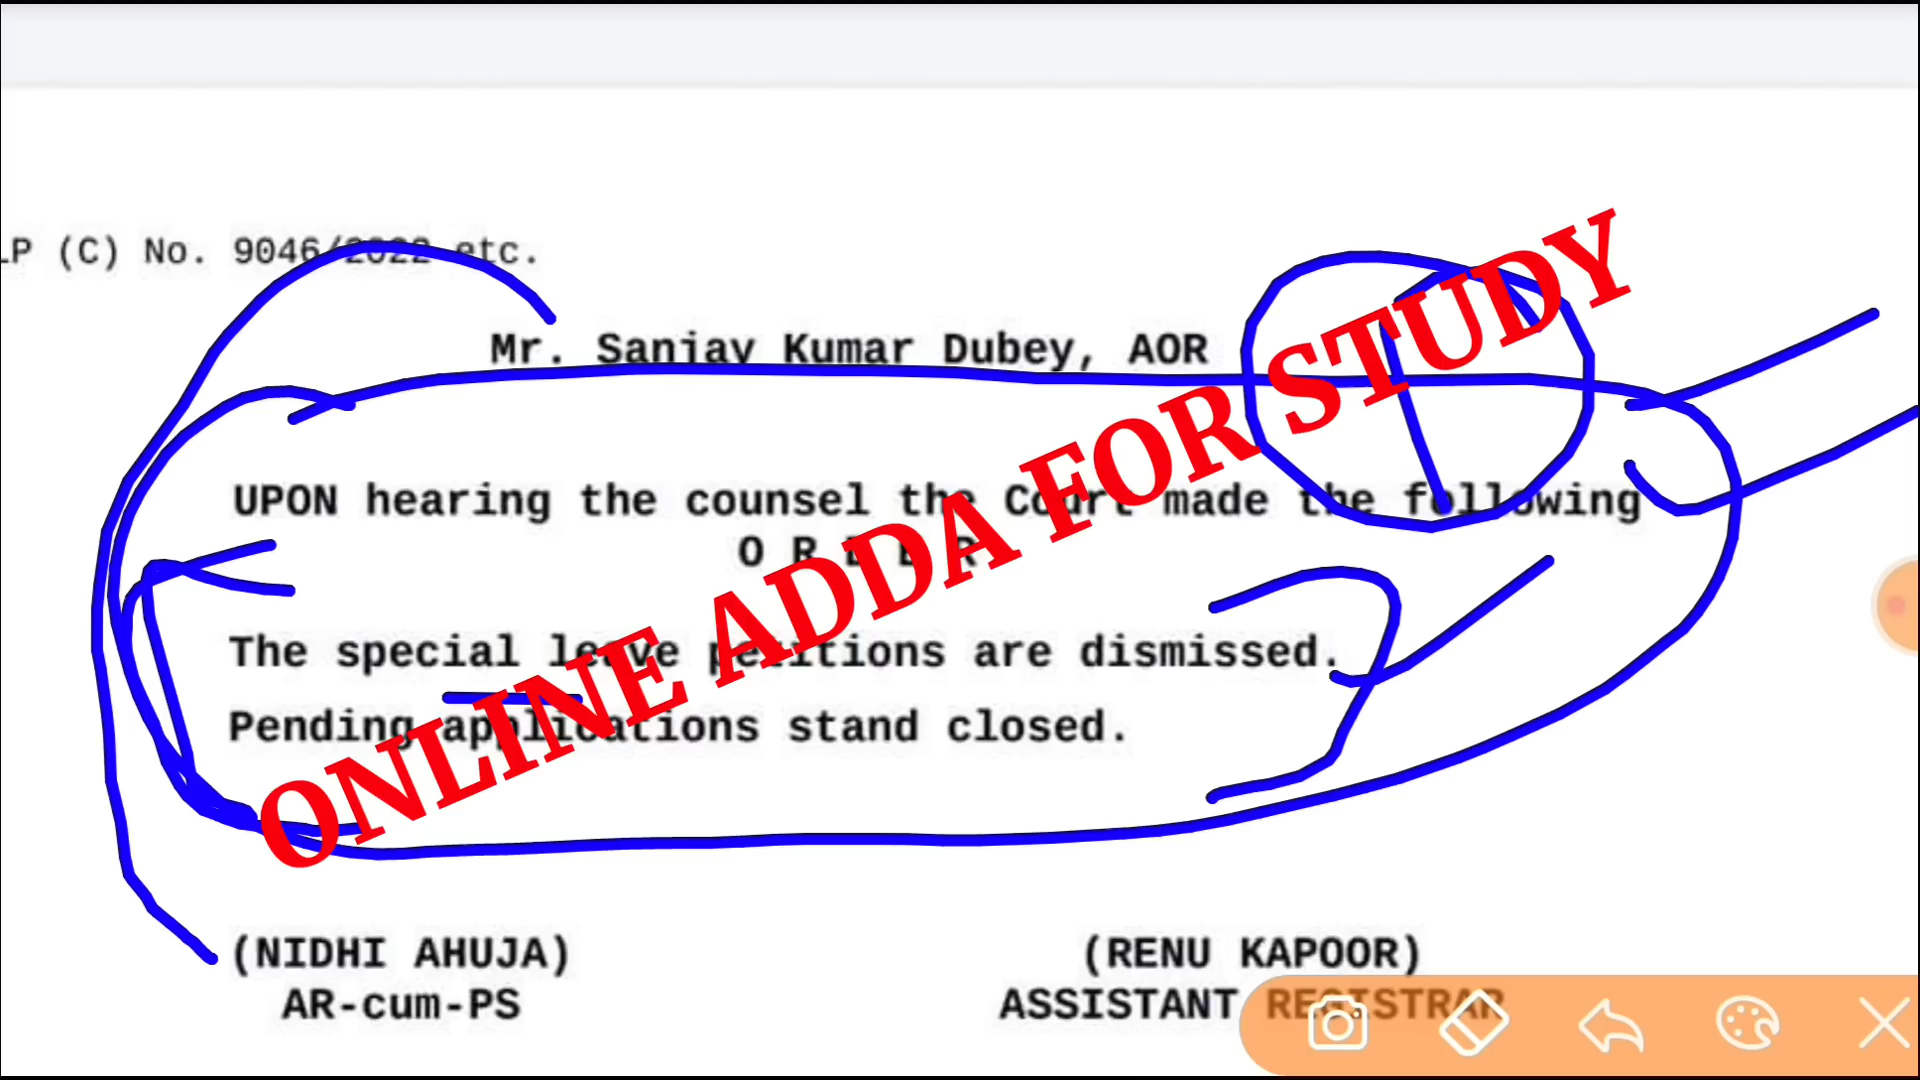 LP (C) No. 9046/2022 etc.
Mr. Sanjay Kumar Dubey, AOR
UPON hearing the counsel the Court made the following
O R D E R
The special leave petitions are dismissed.
Pending applications stand closed.
ONLINE ADDA FOR STUDY
(NIDHI AHUJA) (RENU KAPOOR)
AR-cum-PS ASSISTANT REGISTRAR